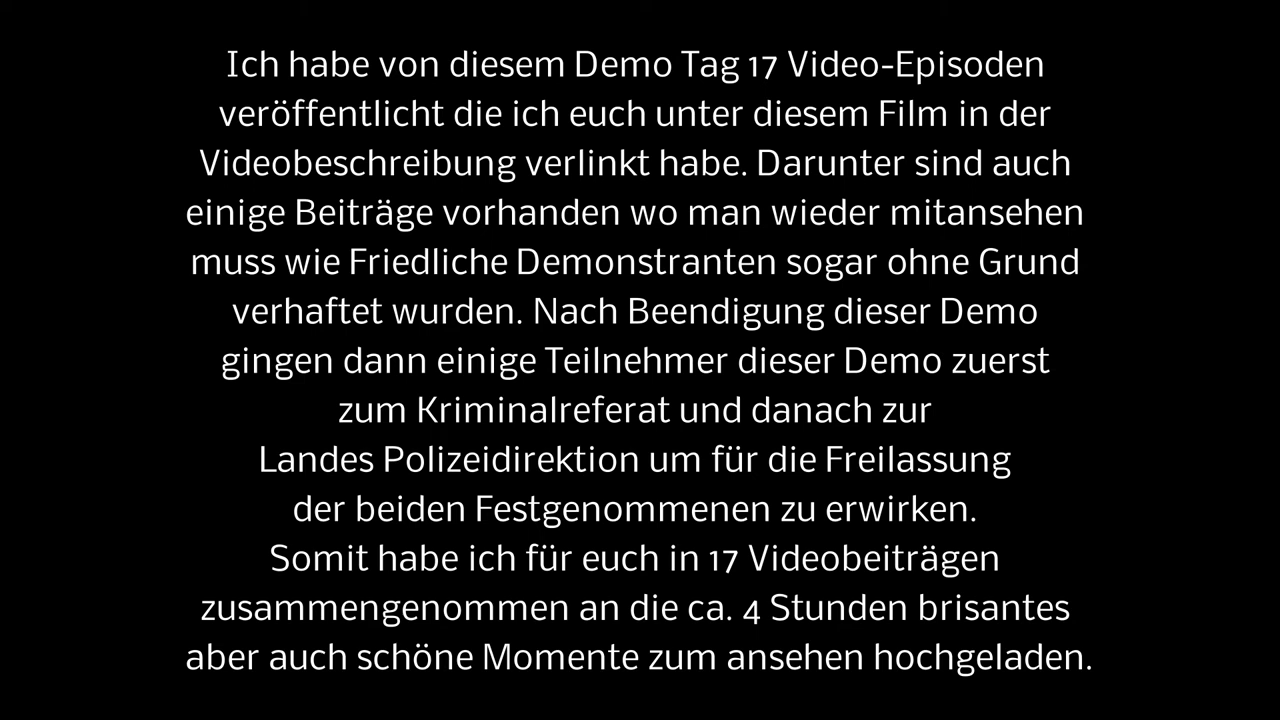 Ich habe von diesem Demo Tag 17 Video-Episoden
veröffentlicht die ich euch unter diesem Film in der
Videobeschreibung verlinkt habe. Darunter sind auch
einige Beiträge vorhanden wo man wieder mitansehen
muss wie Friedliche Demonstranten sogar ohne Grund
verhaftet wurden. Nach Beendigung dieser Demo
gingen dann einige Teilnehmer dieser Demo zuerst
zum Kriminalreferat und danach zur
Landes Polizeidirektion um für die Freilassung
der beiden Festgenommenen zu erwirken.
Somit habe ich für euch in 17 Videobeiträgen
zusammengenommen an die ca. 4 Stunden brisantes
aber auch schöne Momente zum ansehen hochgeladen.